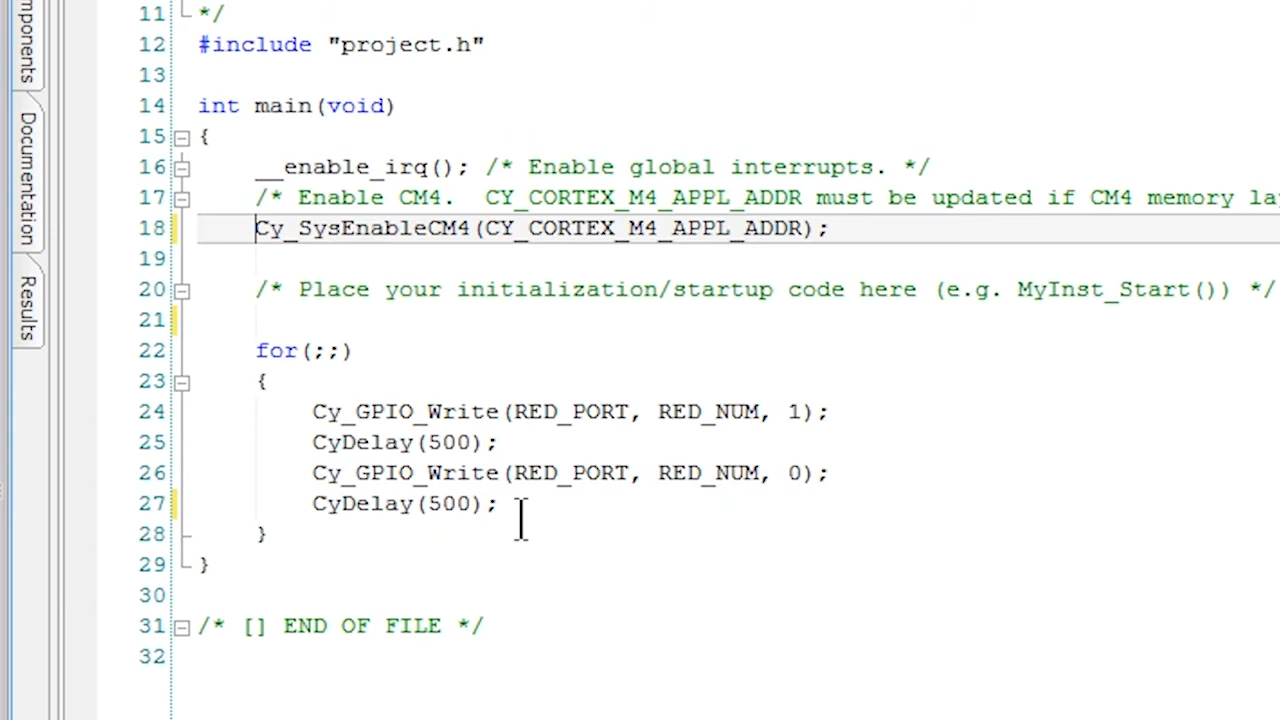 mponents
Documentation
Results
11 */
12 #include "project.h"
13
14 int main(void)
15 {
16 __enable_irq(); /* Enable global interrupts. */
17 /* Enable CM4.  CY_CORTEX_M4_APPL_ADDR must be updated if CM4 memory la
18 Cy_SysEnableCM4(CY_CORTEX_M4_APPL_ADDR);
19
20 /* Place your initialization/startup code here (e.g. MyInst_Start()) */
21
22 for(;;)
23 {
24 Cy_GPIO_Write(RED_PORT, RED_NUM, 1);
25 CyDelay(500);
26 Cy_GPIO_Write(RED_PORT, RED_NUM, 0);
27 CyDelay(500);
28 }
29 }
30
31 /* [] END OF FILE */
32